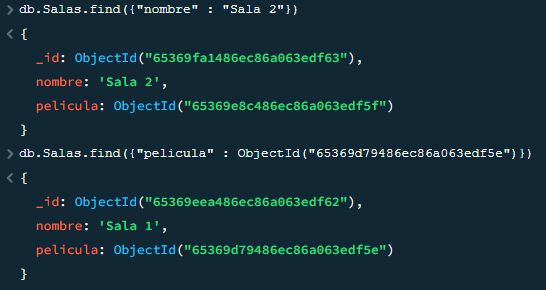 > db.Salas.find({"nombre" : "Sala 2"})
< {
_id: ObjectId("65369fa1486ec86a063edf63"),
nombre: 'Sala 2',
pelicula: ObjectId("65369e8c486ec86a063edf5f")
}
> db.Salas.find({"pelicula" : ObjectId("65369d79486ec86a063edf5e")})
< {
_id: ObjectId("65369eea486ec86a063edf62"),
nombre: 'Sala 1',
pelicula: ObjectId("65369d79486ec86a063edf5e")
}